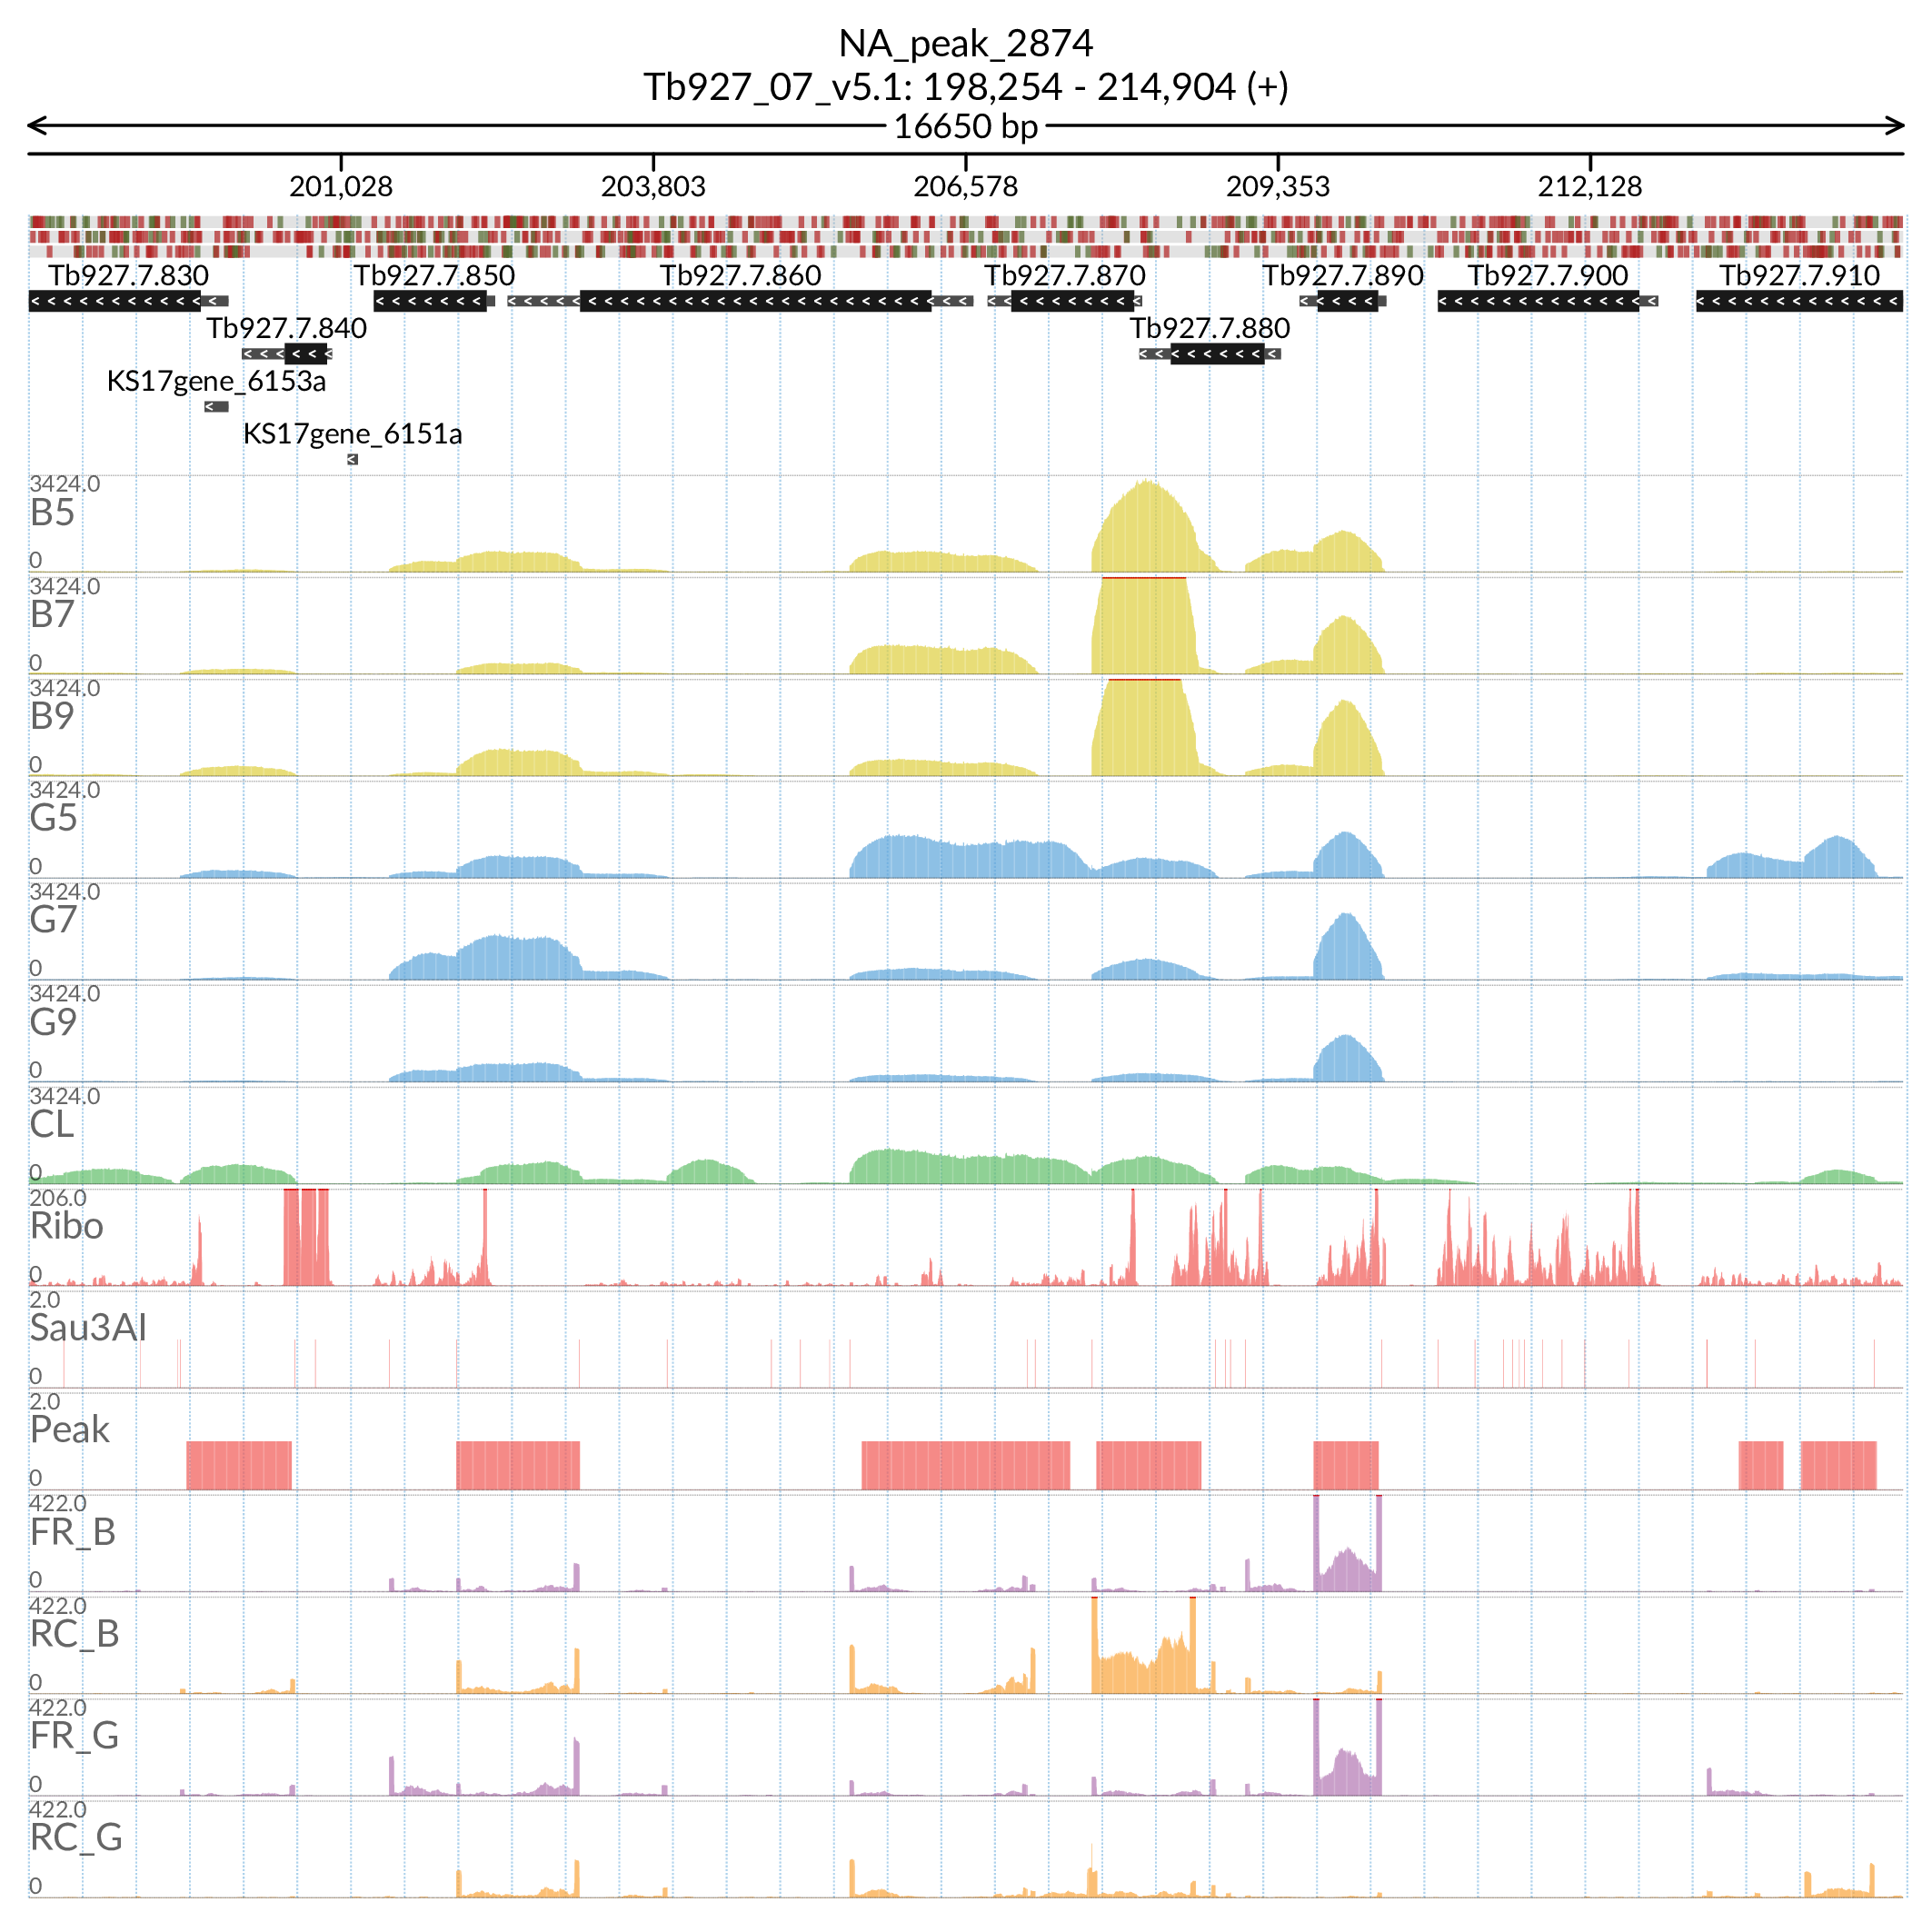 NA_peak_2874
Tb927_07_v5.1: 198,254 - 214,904 (+)
16650 bp
201,028 203,803 206,578 209,353 212,128
Tb927.7.830 Tb927.7.850 Tb927.7.860 Tb927.7.870 Tb927.7.890 Tb927.7.900 Tb927.7.910
Tb927.7.840 Tb927.7.880
KS17gene_6153a
KS17gene_6151a
3424.0
B5
0
3424.0
B7
0
3424.0
B9
0
3424.0
G5
0
3424.0
G7
0
3424.0
G9
0
3424.0
CL
0
206.0
Ribo
0
2.0
Sau3AI
0
2.0
Peak
0
422.0
FR_B
0
422.0
RC_B
0
422.0
FR_G
0
422.0
RC_G
0